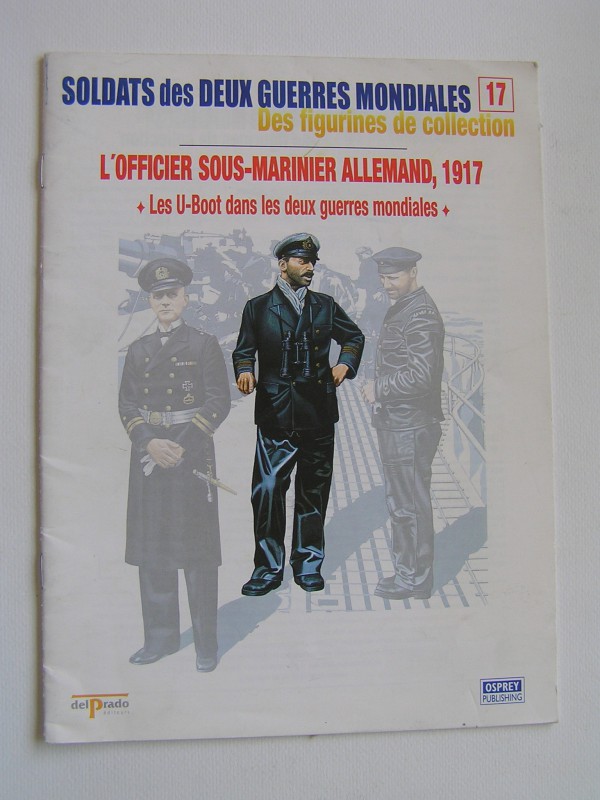 SOLDATS des DEUX GUERRES MONDIALES 17
Des figurines de collection
L'OFFICIER SOUS-MARINIER ALLEMAND, 1917
✦ Les U-Boot dans les deux guerres mondiales ✦
delPrado
éditeurs
OSPREY
PUBLISHING